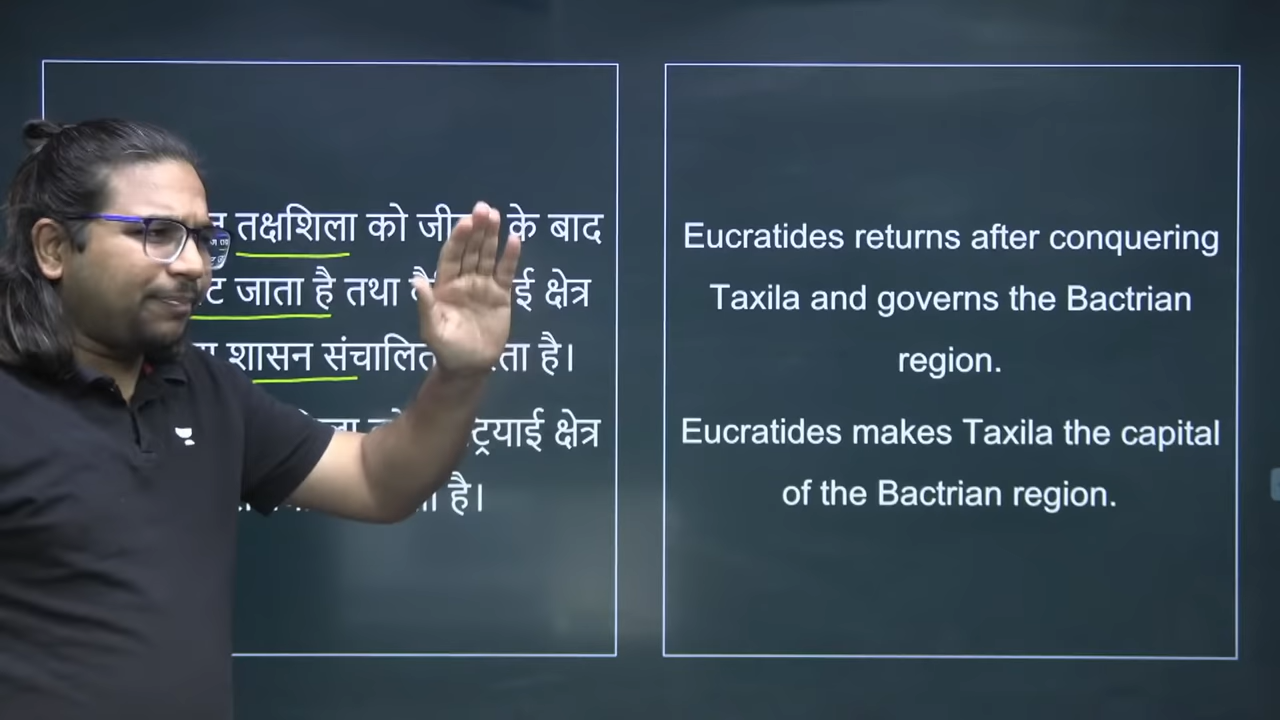 तक्षशिला को के बाद
जाता है तथा क्षेत्र
शासन संचालित है।
क्षेत्र
है।
Eucratides returns after conquering
Taxila and governs the Bactrian
region.
Eucratides makes Taxila the capital
of the Bactrian region.